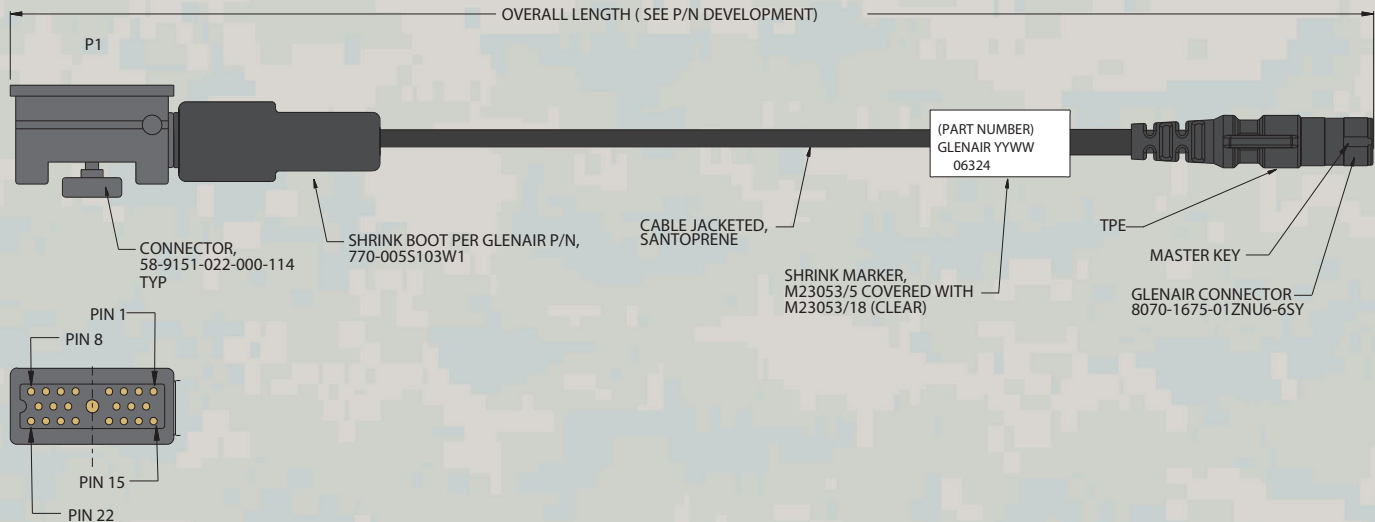 OVERALL LENGTH ( SEE P/N DEVELOPMENT)
P1
(PART NUMBER)
GLENAIR YYWW
06324
CONNECTOR,
58-9151-022-000-114
TYP
SHRINK BOOT PER GLENAIR P/N,
770-005S103W1
CABLE JACKETED,
SANTOPRENE
SHRINK MARKER,
M23053/5 COVERED WITH
M23053/18 (CLEAR)
TPE
MASTER KEY
GLENAIR CONNECTOR
8070-1675-01ZNU6-6SY
PIN 1
PIN 8
PIN 15
PIN 22